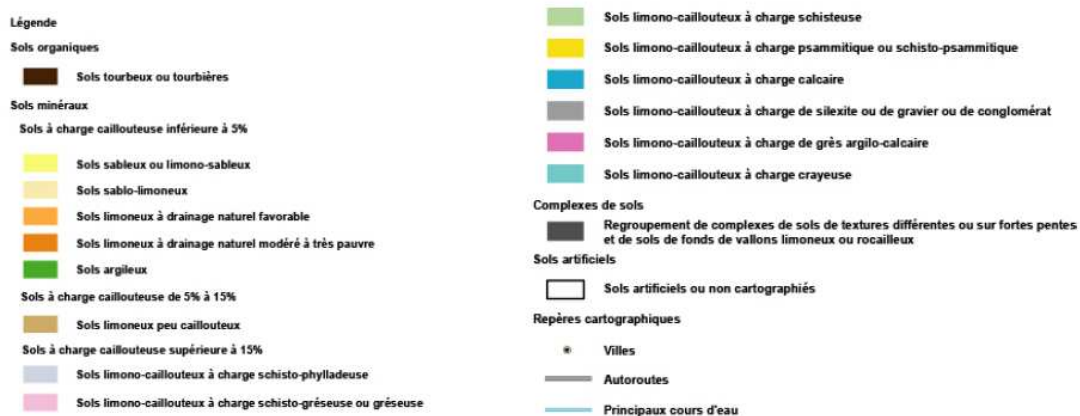 Légende
Sols organiques
Sols tourbeux ou tourbières
Sols minéraux
Sols à charge caillouteuse inférieure à 5%
Sols sableux ou limono-sableux
Sols sablo-limoneux
Sols limoneux à drainage naturel favorable
Sols limoneux à drainage naturel modéré à très pauvre
Sols argileux
Sols à charge caillouteuse de 5% à 15%
Sols limoneux peu caillouteux
Sols à charge caillouteuse supérieure à 15%
Sols limono-caillouteux à charge schisto-phylladeuse
Sols limono-caillouteux à charge schisto-gréseuse ou gréseuse
Sols limono-caillouteux à charge schisteuse
Sols limono-caillouteux à charge psammitique ou schisto-psammitique
Sols limono-caillouteux à charge calcaire
Sols limono-caillouteux à charge de silexite ou de gravier ou de conglomérat
Sols limono-caillouteux à charge de grès argilo-calcaire
Sols limono-caillouteux à charge crayeuse
Complexes de sols
Regroupement de complexes de sols de textures différentes ou sur fortes pentes
et de sols de fonds de vallons limoneux ou rocailleux
Sols artificiels
Sols artificiels ou non cartographiés
Repères cartographiques
Villes
Autoroutes
Principaux cours d'eau